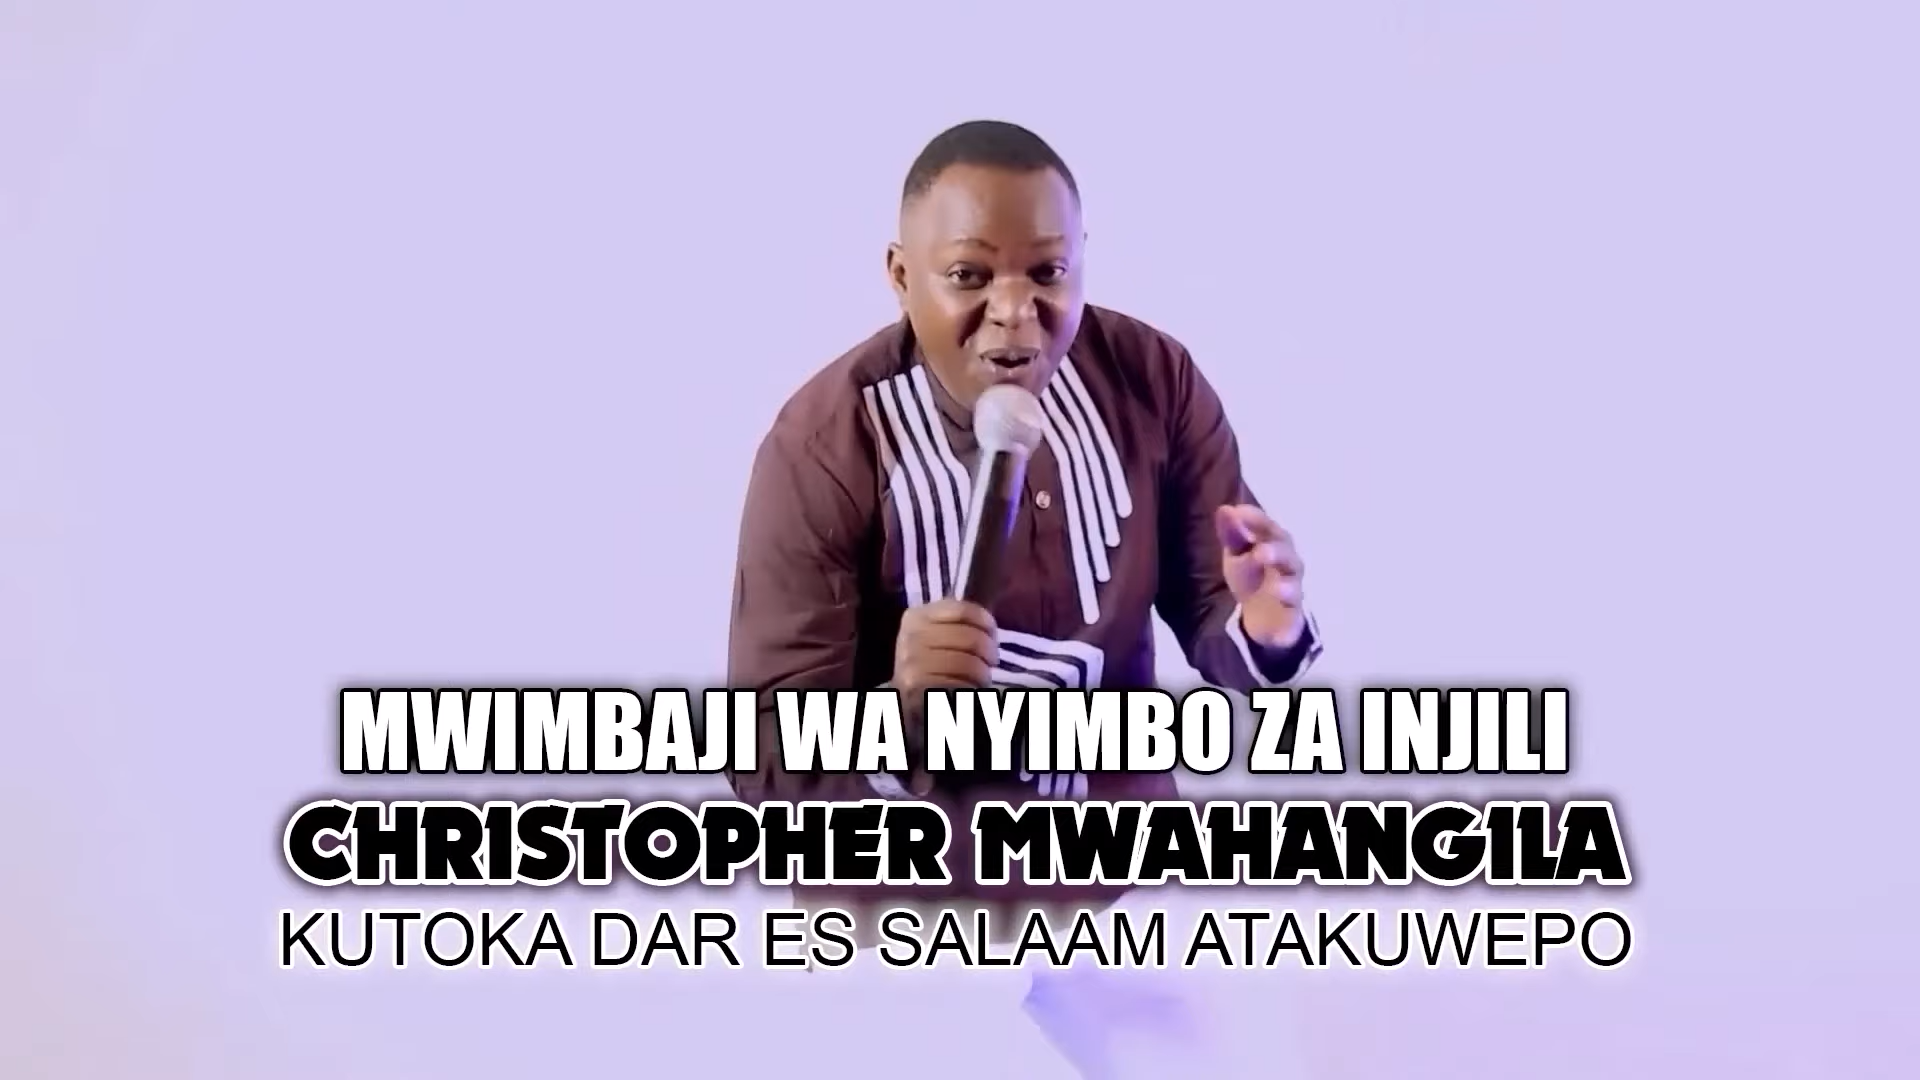 MWIMBAJI WA NYIMBO ZA INJILI
CHRISTOPHER MWAHANGILA
KUTOKA DAR ES SALAAM ATAKUWEPO